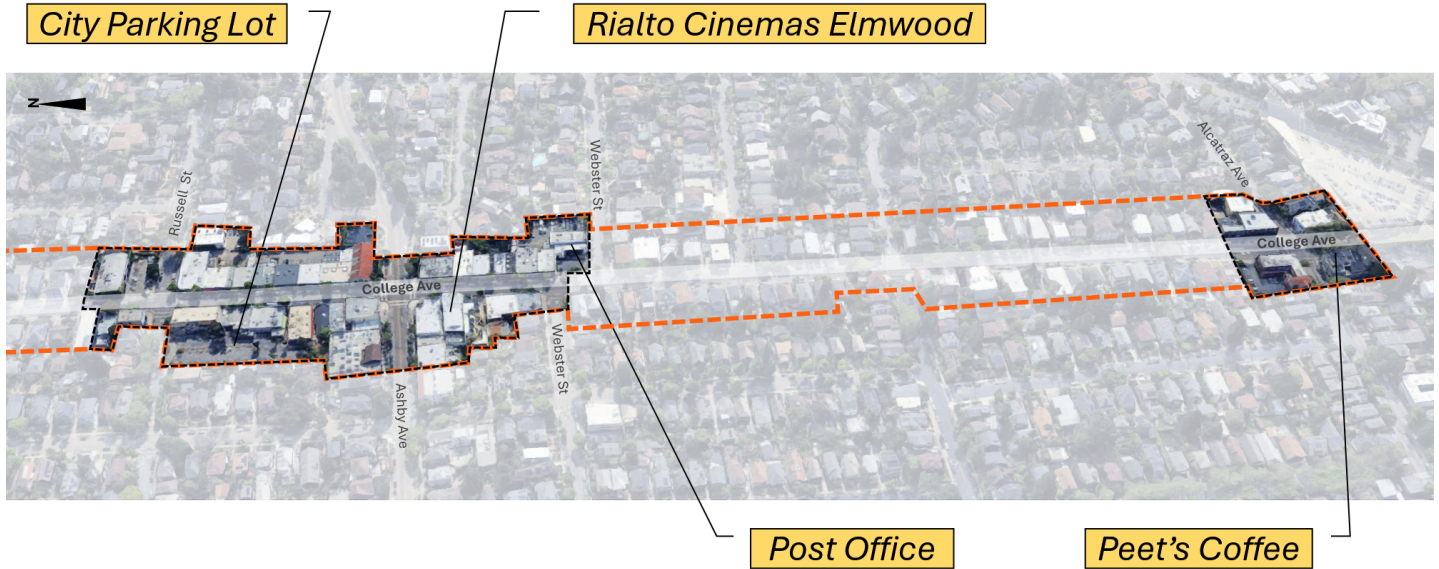 City Parking Lot
Rialto Cinemas Elmwood
N
Russell St
Webster St
Alcatraz Ave
College Ave
College Ave
Ashby Ave
Webster St
Post Office
Peet's Coffee